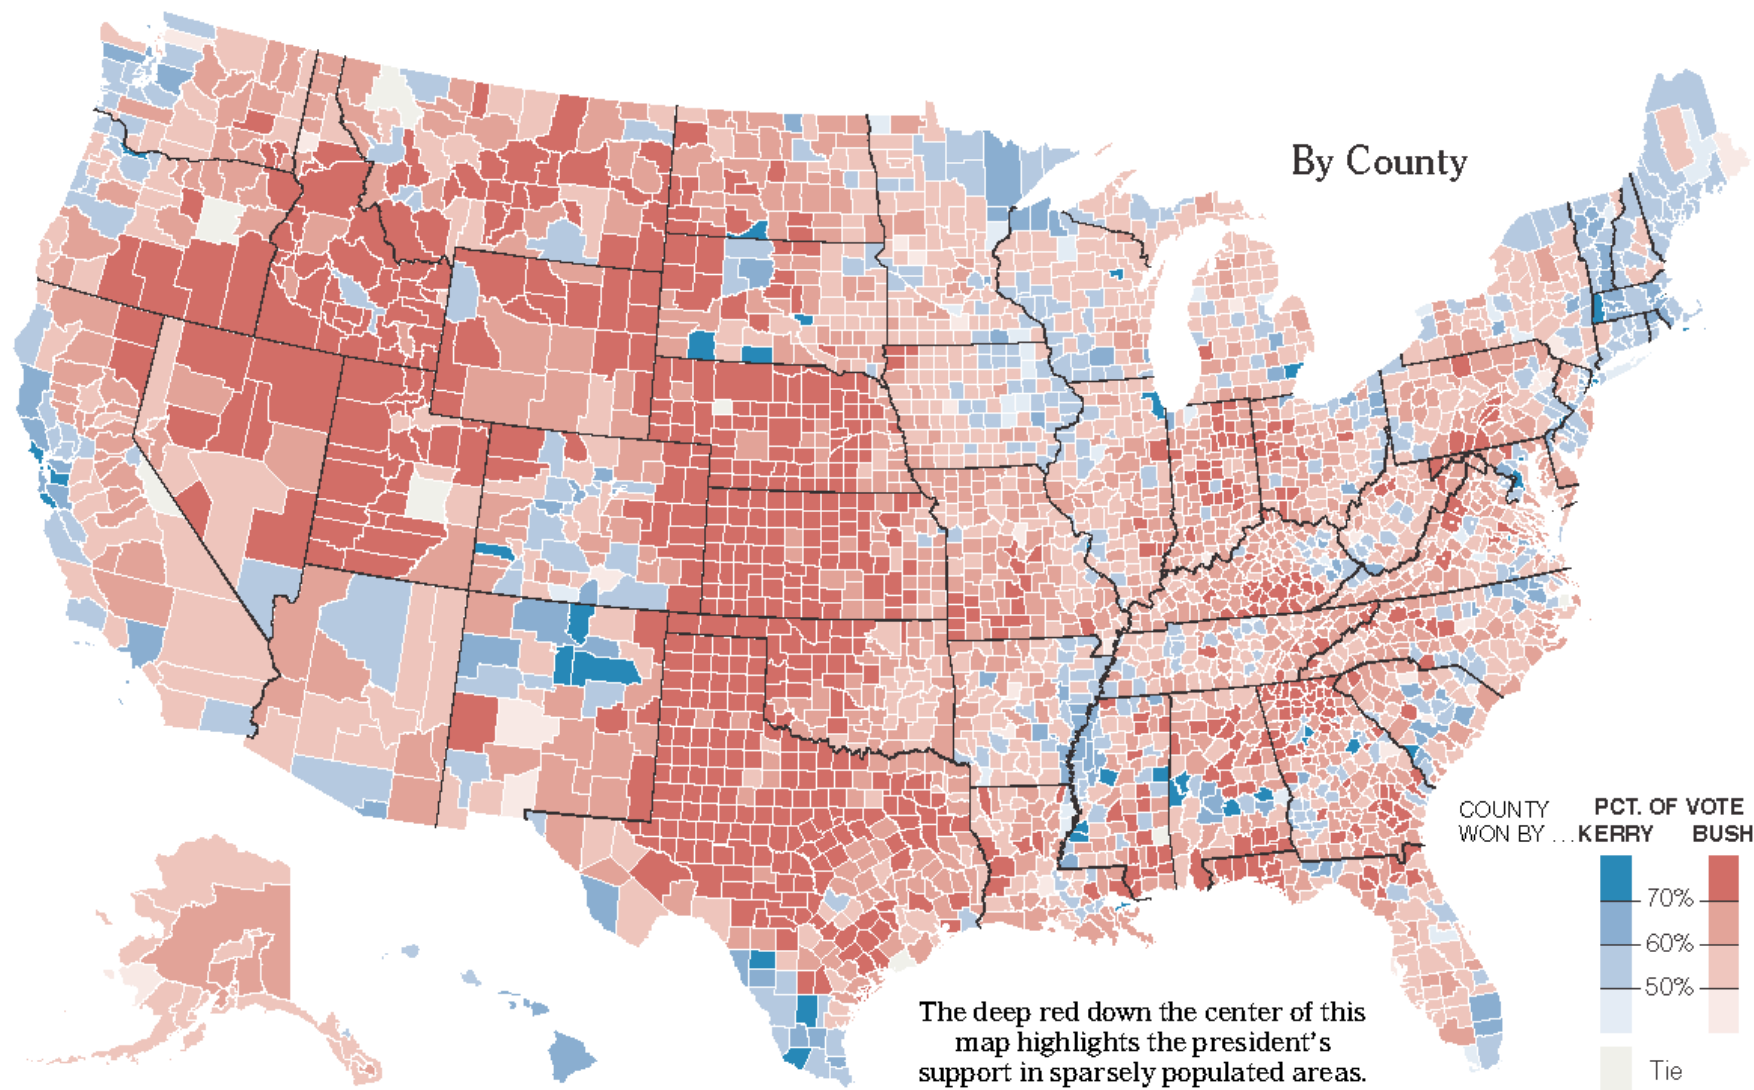 By County
The deep red down the center of this
map highlights the president's
support in sparsely populated areas.
COUNTY PCT. OF VOTE
WON BY ... KERRY BUSH
70%
60%
50%
Tie